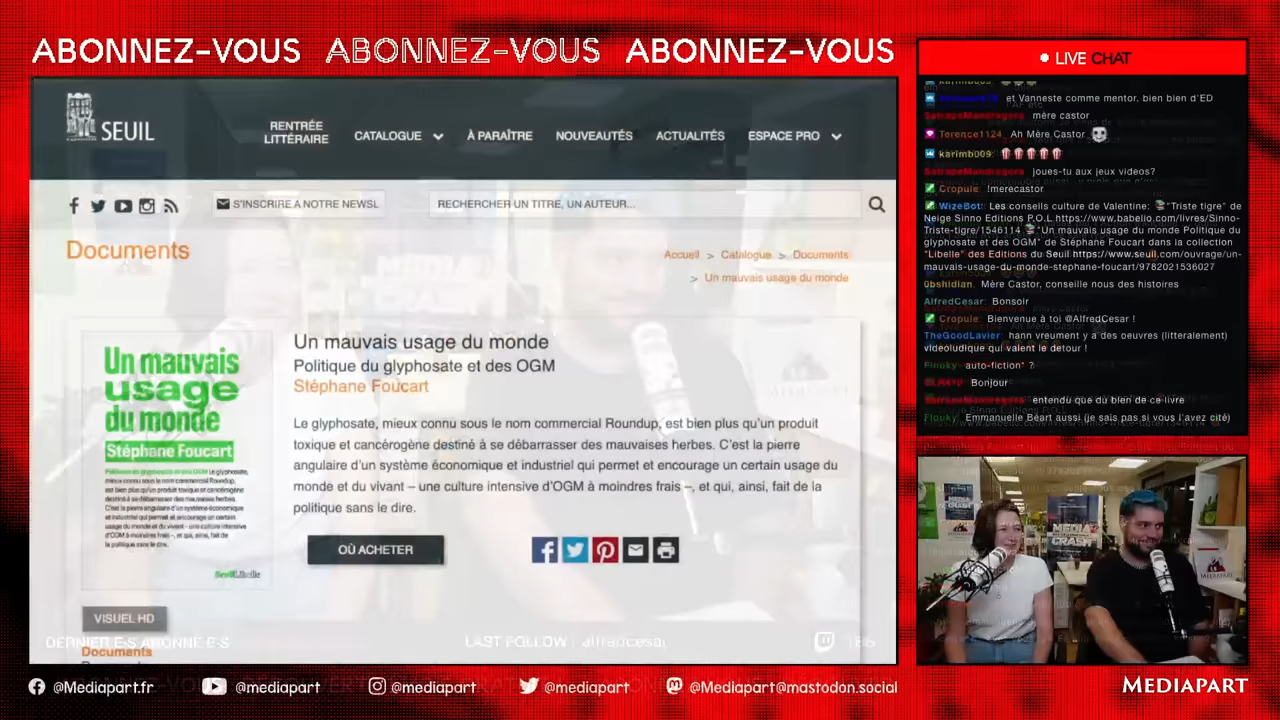 ABONNEZ-VOUS ABONNEZ-VOUS ABONNEZ-VOUS
SEUIL
RENTRÉE
LITTÉRAIRE
CATALOGUE
À PARAÎTRE
NOUVEAUTÉS
ACTUALITÉS
ESPACE PRO
S'INSCRIRE A NOTRE NEWSL
RECHERCHER UN TITRE, UN AUTEUR...
Documents
Accueil > Catalogue > Documents
> Un mauvais usage du monde
Un mauvais
usage
du monde
Stéphane Foucart
Un mauvais usage du monde
Politique du glyphosate et des OGM
Stéphane Foucart
Le glyphosate, mieux connu sous le nom commercial Roundup, est bien plus qu'un produit
toxique et cancérogène destiné à se débarrasser des mauvaises herbes. C'est la pierre
angulaire d'un système économique et industriel qui permet et encourage un certain usage du
monde et du vivant – une culture intensive d'OGM à moindres frais –, et qui, ainsi, fait de la
politique sans le dire.
OÙ ACHETER
VISUEL HD
Documents
DERNIER·E·S ABONNÉ·E·S
LAST FOLLOW : alfredcesar
LIVE CHAT
et Vanneste comme mentor, bien bien d'ED
SatrapeMandragora: mère castor
Terence1124: Ah Mère Castor
karimb009:
SatrapeMandragora: joues-tu aux jeux videos?
Cropule: !merecastor
WizeBot: Les conseils culture de Valentine: "Triste tigre" de
Neige Sinno Editions P.O.L https://www.babelio.com/livres/Sinno-
Triste-tigre/1546114 "Un mauvais usage du monde Politique du
glyphosate et des OGM" de Stéphane Foucart dans la collection
"Libelle" des Editions du Seuil https://www.seuil.com/ouvrage/un-
mauvais-usage-du-monde-stephane-foucart/9782021536027
0bshidian: Mère Castor, conseille nous des histoires
AlfredCesar: Bonsoir
Cropule: Bienvenue à toi @AlfredCesar !
TheGoodLavier: hann vreument y a des oeuvres (litteralement)
videoludique qui valent le detour !
Flouky: auto-fiction* ?
Bonjour
SatrapeMandragora: entendu que du bien de ce livre
Flouky: Emmanuelle Béart aussi (je sais pas si vous l'avez cité)
MEDIA
CRASH
@Mediapart.fr
@mediapart
@mediapart
@mediapart
@Mediapart@mastodon.social
MEDIAPART